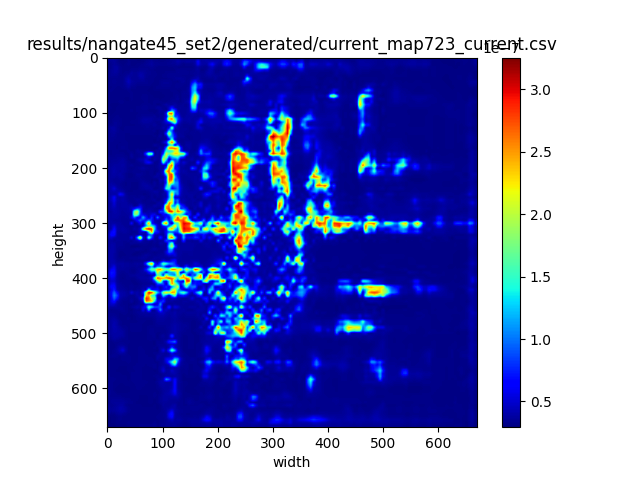 results/nangate45_set2/generated/current_map723_current.csv
1e−7
0
100
200
300
400
500
600
height
0 100 200 300 400 500 600
width
3.0
2.5
2.0
1.5
1.0
0.5